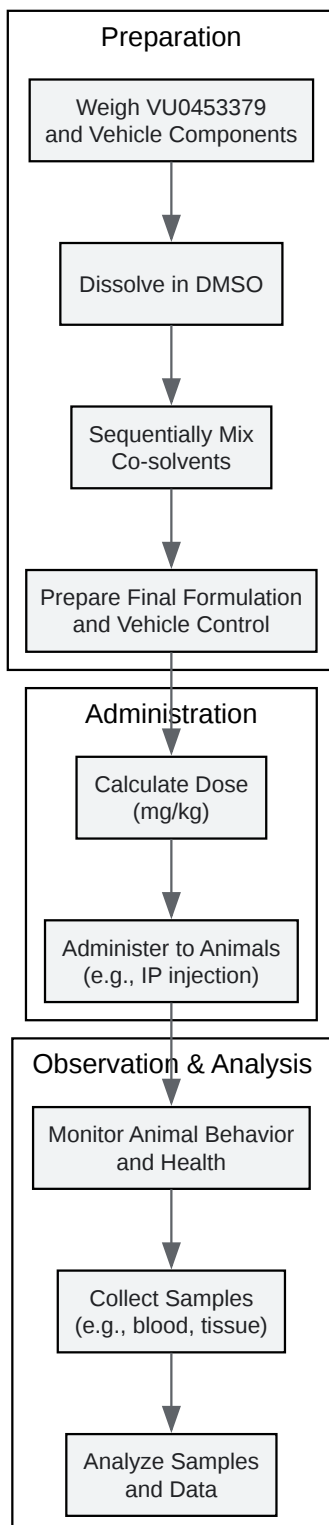 Preparation
Weigh VU0453379
and Vehicle Components
Dissolve in DMSO
Sequentially Mix
Co-solvents
Prepare Final Formulation
and Vehicle Control
Administration
Calculate Dose
(mg/kg)
Administer to Animals
(e.g., IP injection)
Observation & Analysis
Monitor Animal Behavior
and Health
Collect Samples
(e.g., blood, tissue)
Analyze Samples
and Data